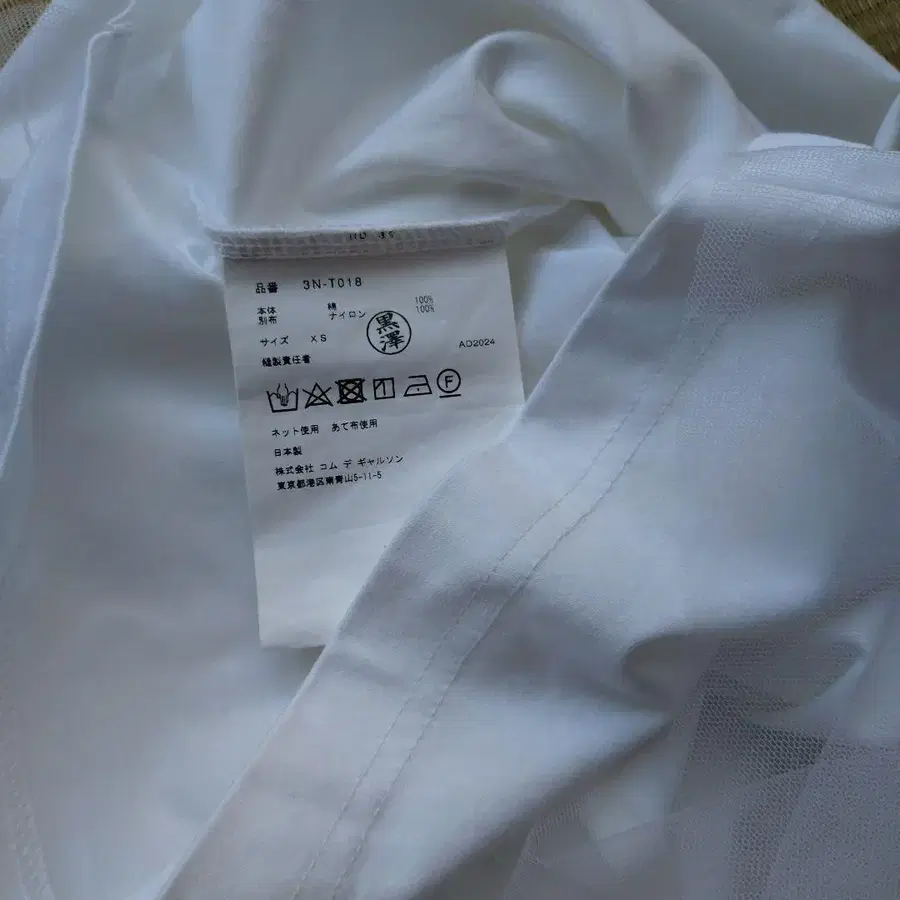 品番 3N-T018
本体 綿 100%
別布 ナイロン 100%
サイズ XS
黒澤
AD2024
縫製責任者
F
ネット使用 あて布使用
日本製
株式会社 コム デ ギャルソン
東京都港区南青山5-11-5